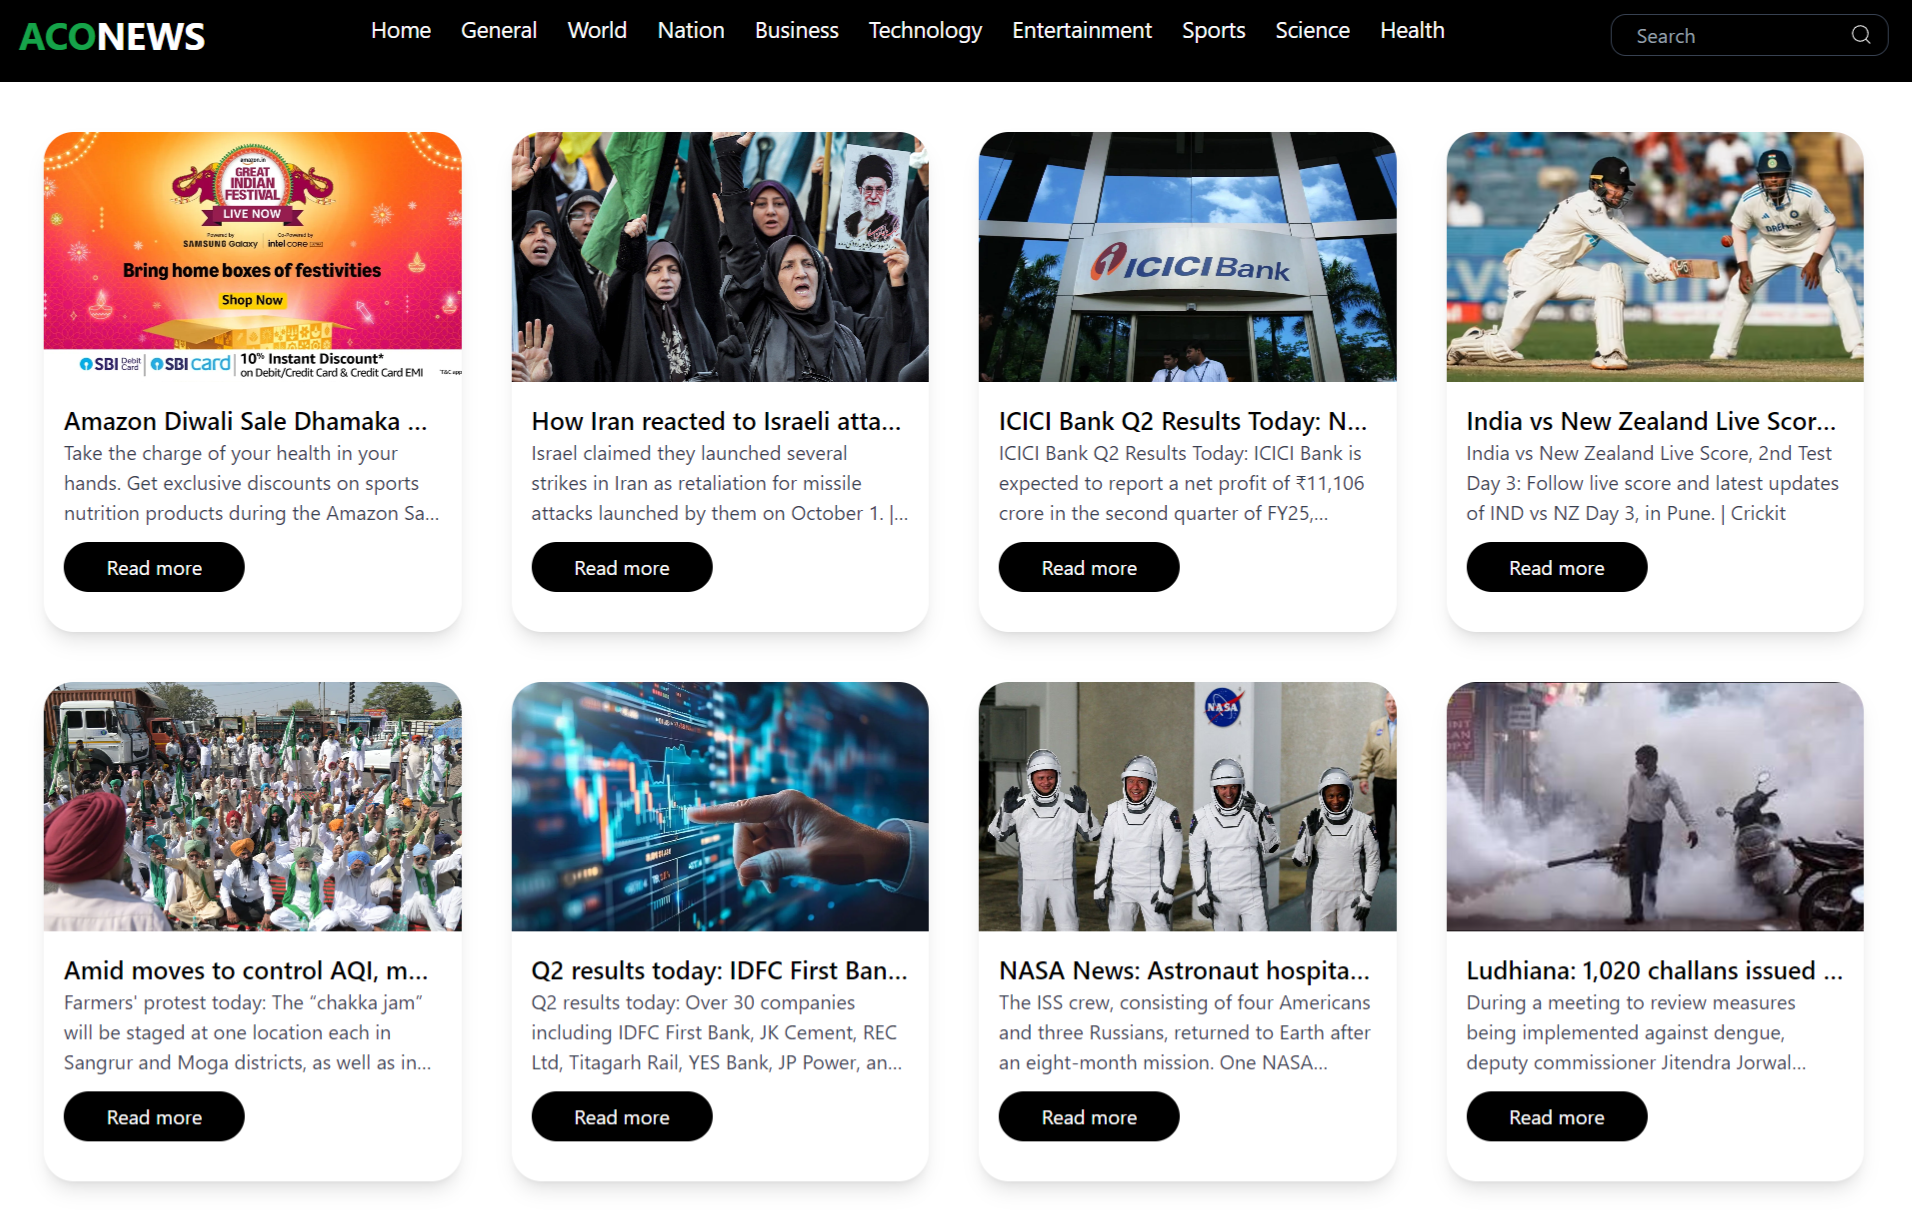 ACONEWS
Home General World Nation Business Technology Entertainment Sports Science Health
Search
amazon.in
GREAT
INDIAN
FESTIVAL
LIVE NOW
Powered by
SAMSUNG Galaxy
Co-Powered by
intel CORE
Bring home boxes of festivities
Shop Now
SBI Debit Card
SBI card
10% Instant Discount*
on Debit/Credit Card & Credit Card EMI
Amazon Diwali Sale Dhamaka ...
Take the charge of your health in your
hands. Get exclusive discounts on sports
nutrition products during the Amazon Sa...
Read more
How Iran reacted to Israeli atta...
Israel claimed they launched several
strikes in Iran as retaliation for missile
attacks launched by them on October 1. |...
Read more
ICICI Bank
ICICI Bank Q2 Results Today: N...
ICICI Bank Q2 Results Today: ICICI Bank is
expected to report a net profit of ₹11,106
crore in the second quarter of FY25,...
Read more
India vs New Zealand Live Scor...
India vs New Zealand Live Score, 2nd Test
Day 3: Follow live score and latest updates
of IND vs NZ Day 3, in Pune. | Crickit
Read more
Amid moves to control AQI, m...
Farmers' protest today: The “chakka jam”
will be staged at one location each in
Sangrur and Moga districts, as well as in...
Read more
Q2 results today: IDFC First Ban...
Q2 results today: Over 30 companies
including IDFC First Bank, JK Cement, REC
Ltd, Titagarh Rail, YES Bank, JP Power, an...
Read more
NASA
NASA News: Astronaut hospita...
The ISS crew, consisting of four Americans
and three Russians, returned to Earth after
an eight-month mission. One NASA...
Read more
Ludhiana: 1,020 challans issued ...
During a meeting to review measures
being implemented against dengue,
deputy commissioner Jitendra Jorwal...
Read more